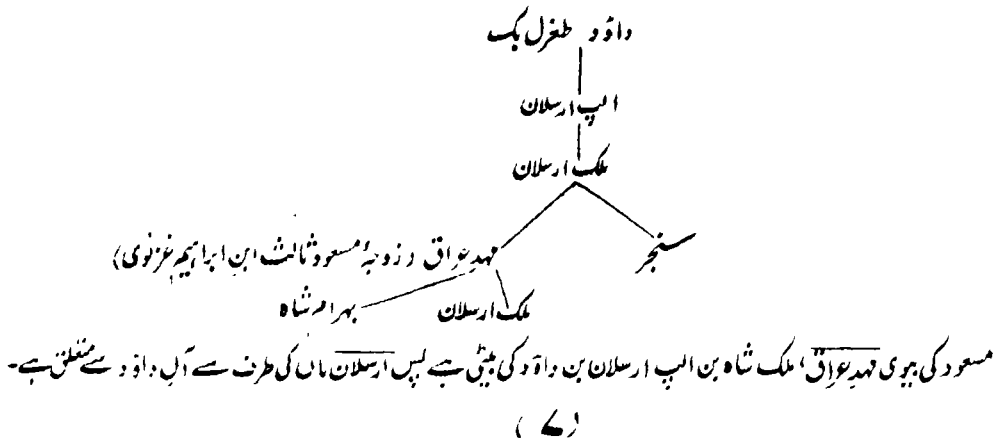 داؤد طغرل بک
الپ ارسلان
ملک ارسلان
سنجر مہدِ عراق (زوجۂ مسعود ثالث ابن ابراہیم غزنوی)
ملک ارسلان بہرام شاہ
مسعود کی بیوی مہدِ عراق، ملک شاہ بن الپ ارسلان بن داؤد کی بیٹی ہے پس ارسلان ماں کی طرف سے آلِ داؤد سے متعلق ہے۔
(۷)